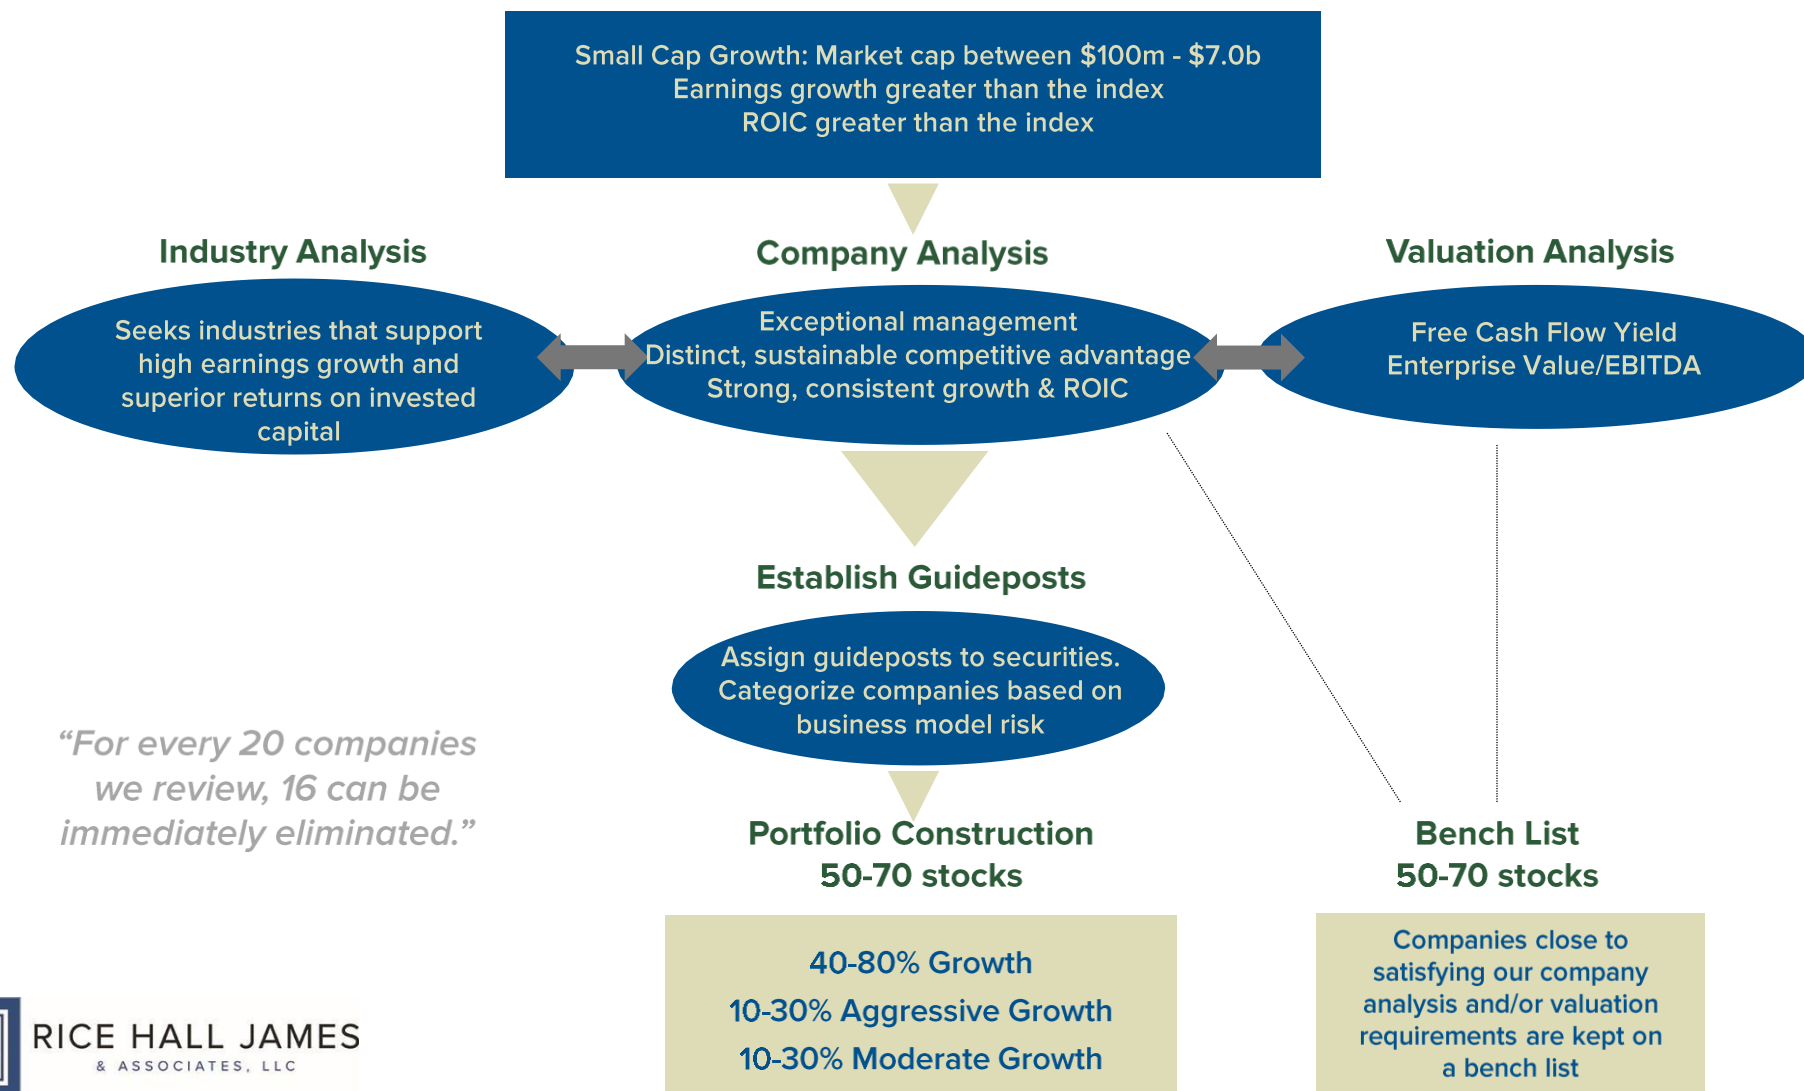 Small Cap Growth: Market cap between $100m - $7.0b
Earnings growth greater than the index
ROIC greater than the index
Industry Analysis
Seeks industries that support
high earnings growth and
superior returns on invested
capital
Company Analysis
Exceptional management
Distinct, sustainable competitive advantage
Strong, consistent growth & ROIC
Valuation Analysis
Free Cash Flow Yield
Enterprise Value/EBITDA
Establish Guideposts
Assign guideposts to securities.
Categorize companies based on
business model risk
“For every 20 companies
we review, 16 can be
immediately eliminated.”
Portfolio Construction
50-70 stocks
40-80% Growth
10-30% Aggressive Growth
10-30% Moderate Growth
Bench List
50-70 stocks
Companies close to
satisfying our company
analysis and/or valuation
requirements are kept on
a bench list
RICE HALL JAMES
& ASSOCIATES, LLC